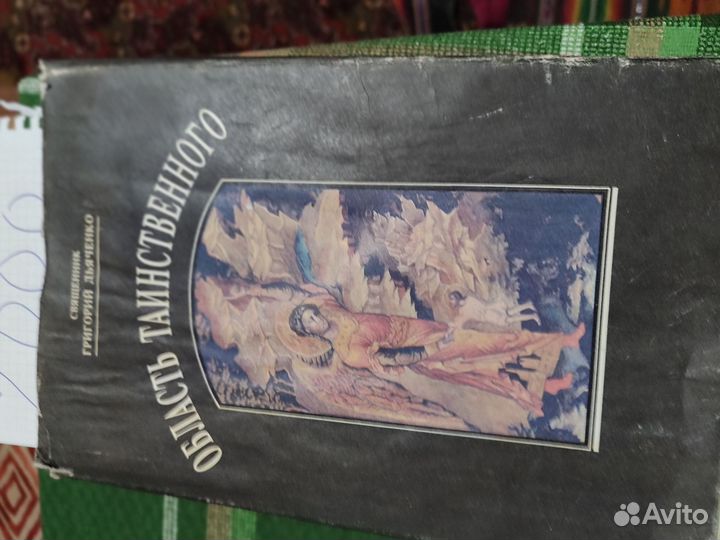 СВЯЩЕННИК
ГРИГОРИЙ ДЬЯЧЕНКО
ОБЛАСТЬ ТАИНСТВЕННОГО
Avito